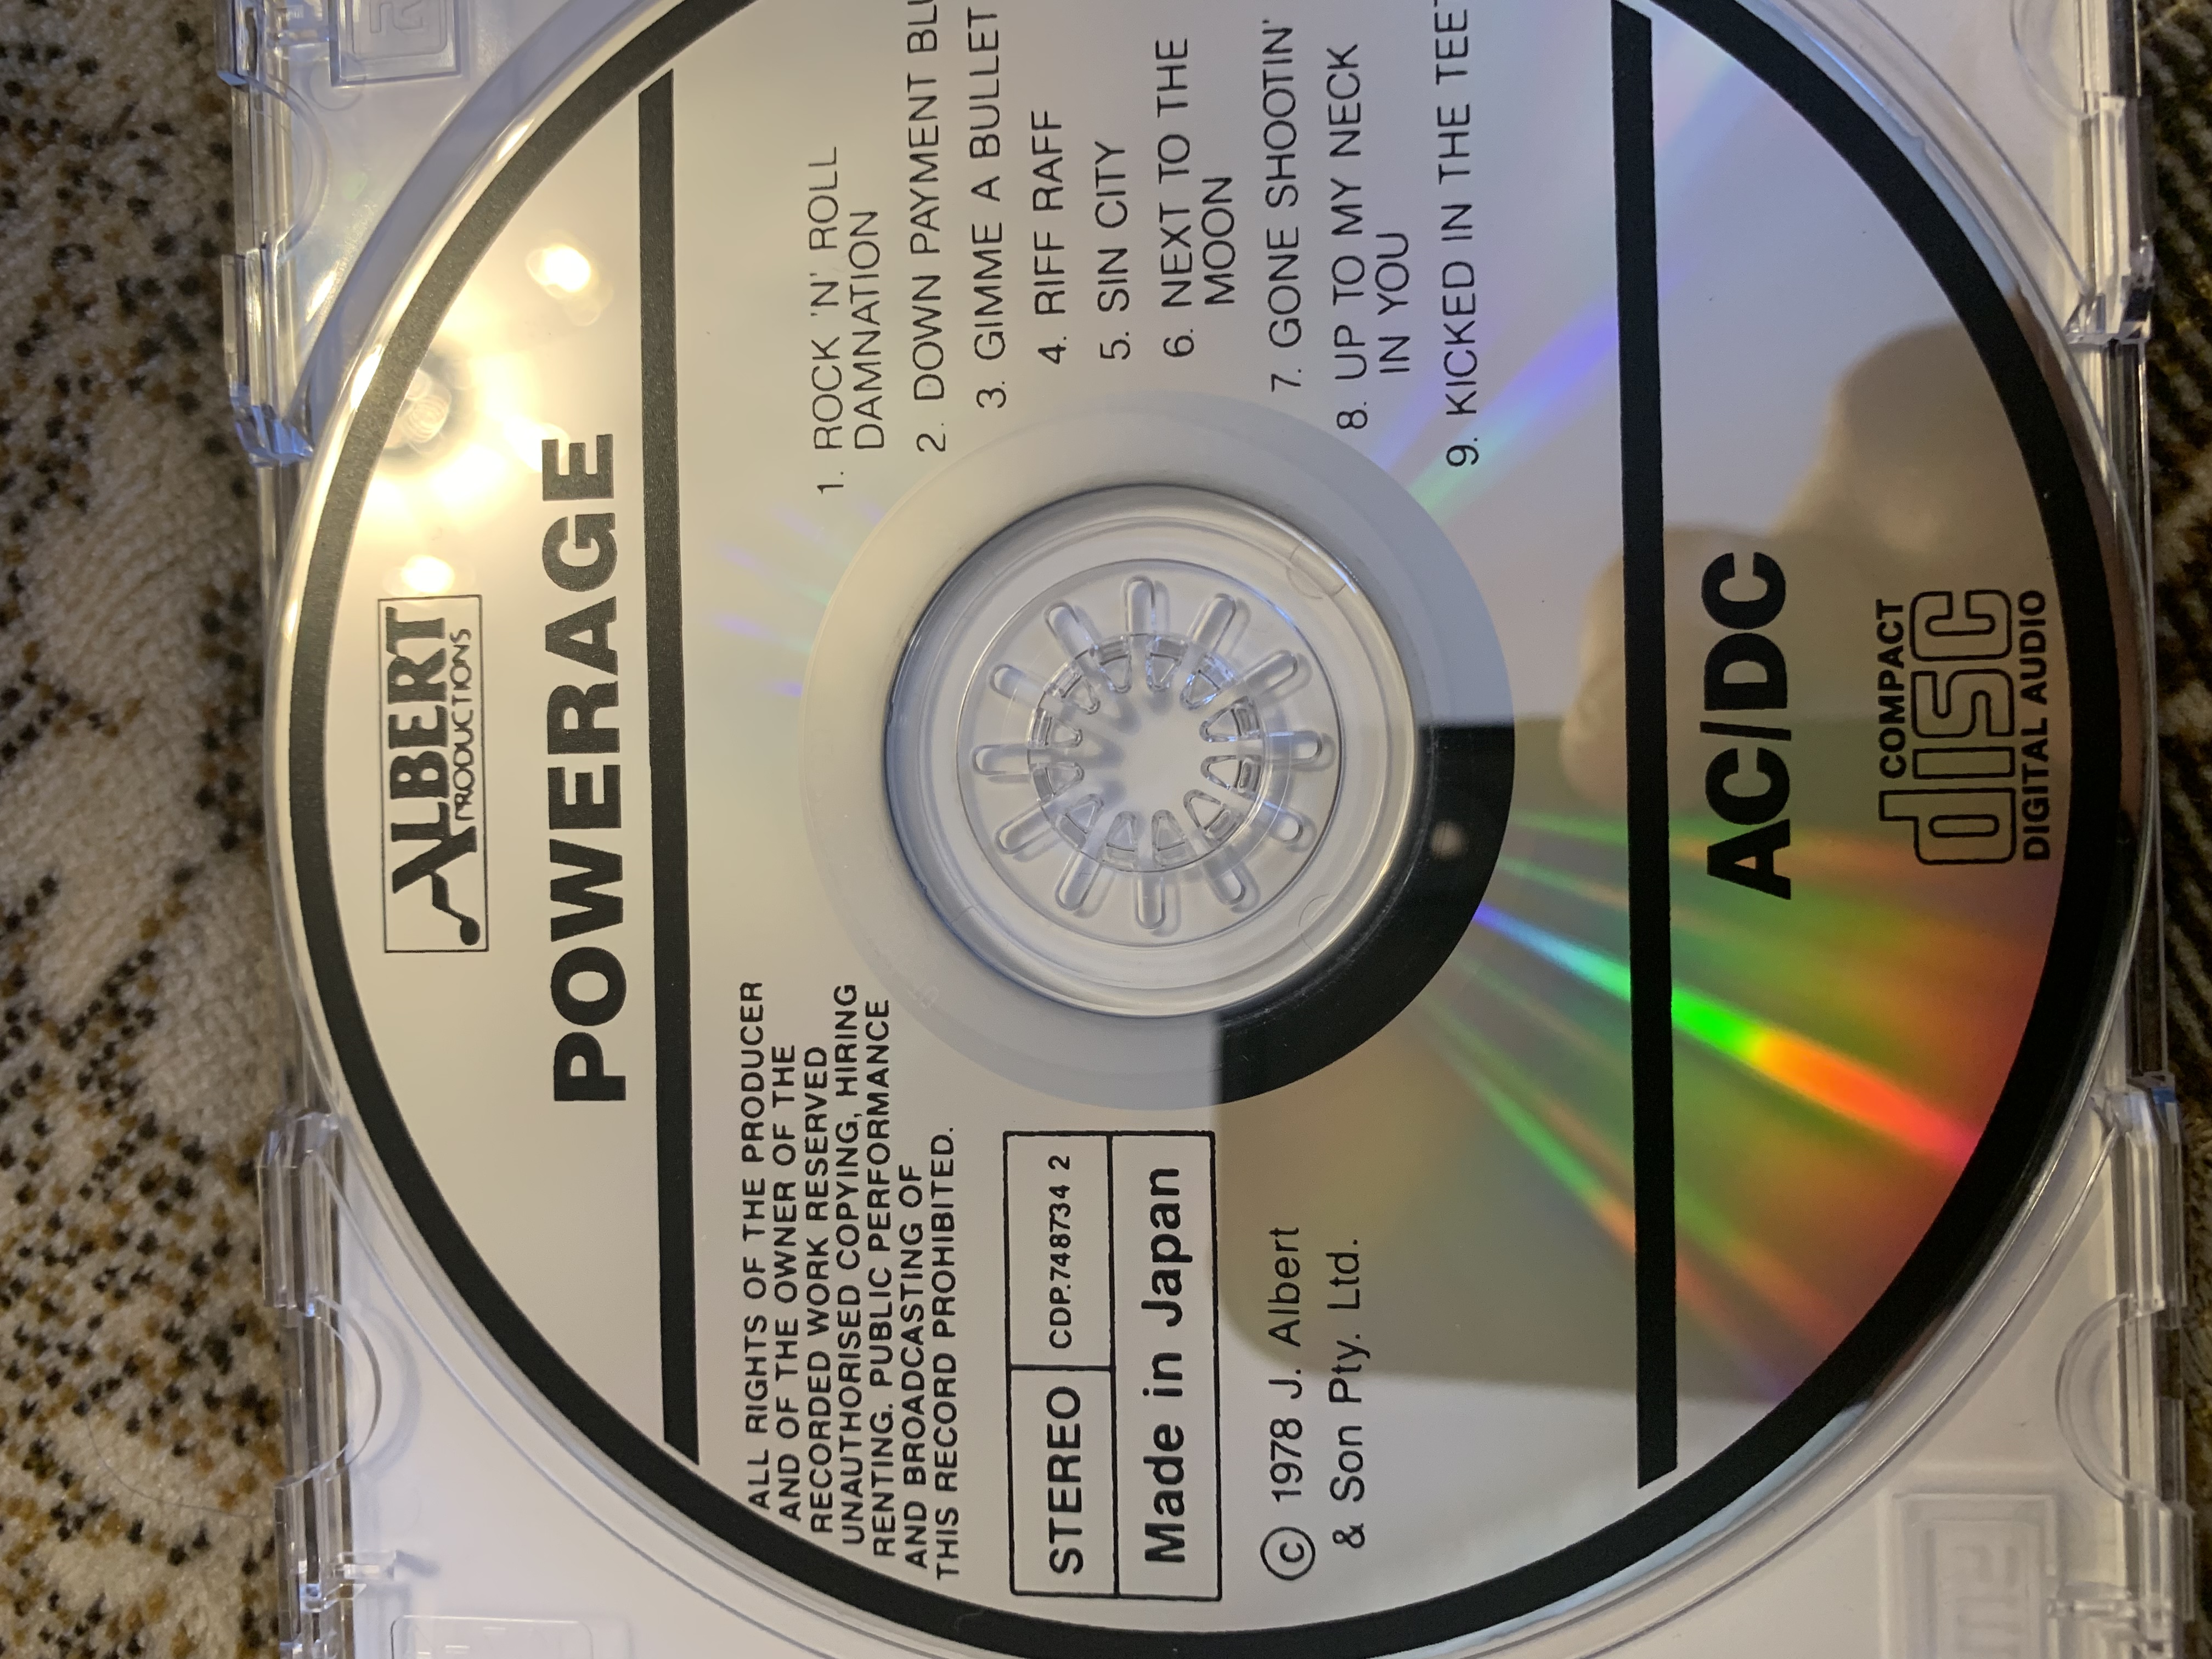 ALBERT
PRODUCTIONS
POWERAGE
ALL RIGHTS OF THE PRODUCER
AND OF THE OWNER OF THE
RECORDED WORK RESERVED
UNAUTHORISED COPYING, HIRING
RENTING. PUBLIC PERFORMANCE
AND BROADCASTING OF
THIS RECORD PROHIBITED.
STEREO CDP.748734 2
Made in Japan
© 1978 J. Albert
& Son Pty. Ltd.
1. ROCK 'N' ROLL
DAMNATION
2. DOWN PAYMENT
3. GIMME A BULLET
4. RIFF RAFF
5. SIN CITY
6. NEXT TO THE
MOON
7. GONE SHOOTIN'
8. UP TO MY NECK
IN YOU
9. KICKED IN THE
AC/DC
COMPACT
disc
DIGITAL AUDIO